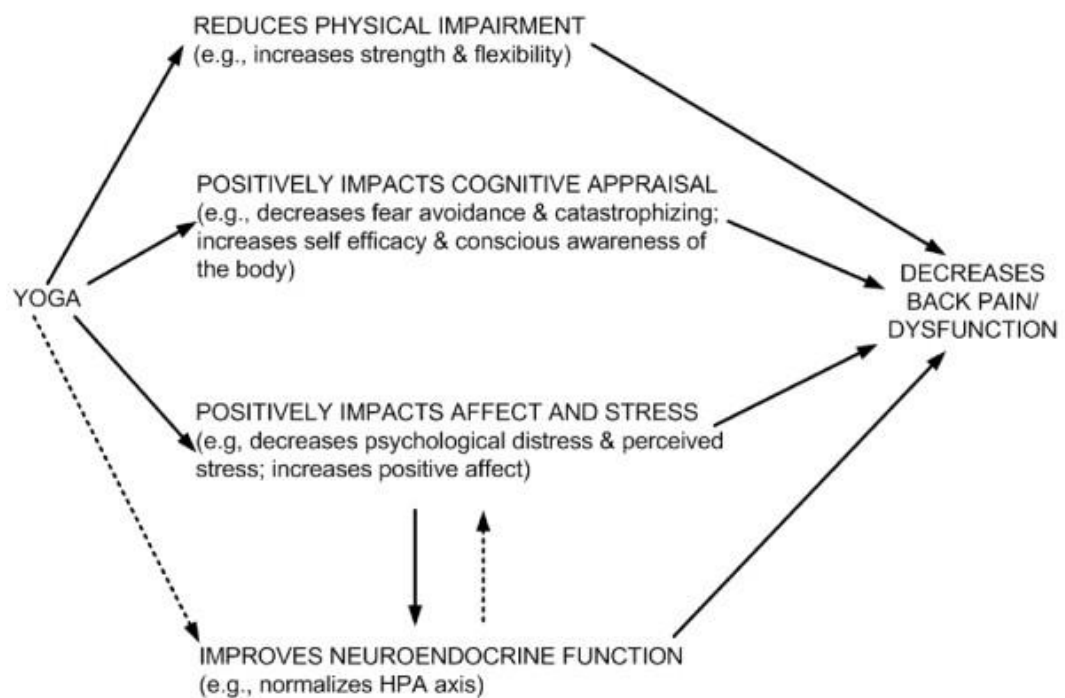 REDUCES PHYSICAL IMPAIRMENT
(e.g., increases strength & flexibility)
POSITIVELY IMPACTS COGNITIVE APPRAISAL
(e.g., decreases fear avoidance & catastrophizing;
increases self efficacy & conscious awareness of
the body)
YOGA
DECREASES
BACK PAIN/
DYSFUNCTION
POSITIVELY IMPACTS AFFECT AND STRESS
(e.g, decreases psychological distress & perceived
stress; increases positive affect)
IMPROVES NEUROENDOCRINE FUNCTION
(e.g., normalizes HPA axis)